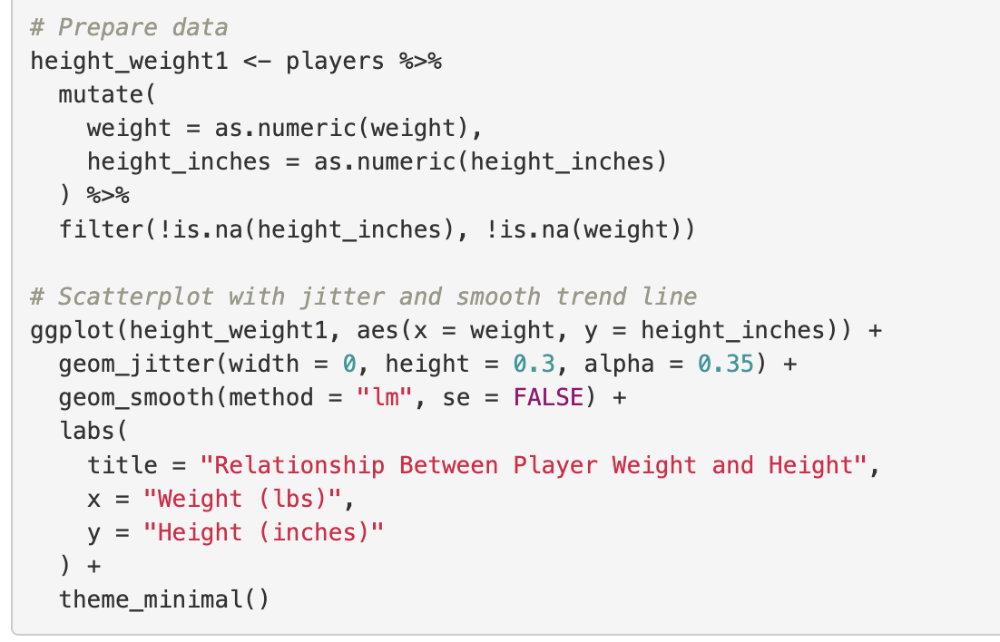 # Prepare data
height_weight1 <- players %>%
  mutate(
    weight = as.numeric(weight),
    height_inches = as.numeric(height_inches)
  ) %>%
  filter(!is.na(height_inches), !is.na(weight))

# Scatterplot with jitter and smooth trend line
ggplot(height_weight1, aes(x = weight, y = height_inches)) +
  geom_jitter(width = 0, height = 0.3, alpha = 0.35) +
  geom_smooth(method = "lm", se = FALSE) +
  labs(
    title = "Relationship Between Player Weight and Height",
    x = "Weight (lbs)",
    y = "Height (inches)"
  ) +
  theme_minimal()